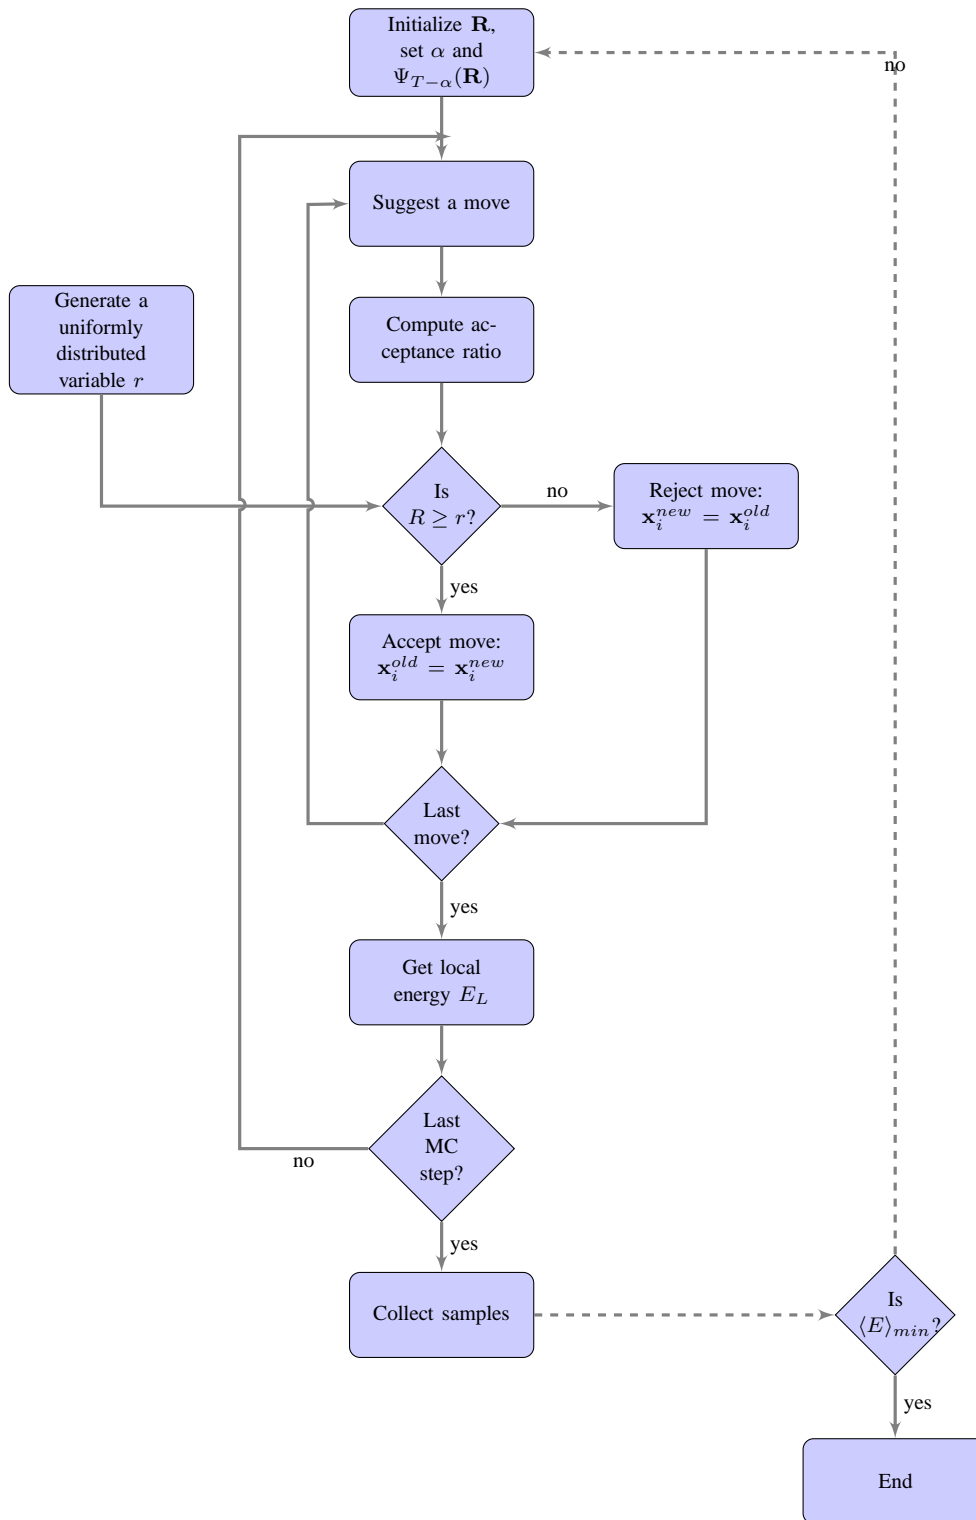 Initialize R,
set α and
Ψ_{T−α}(R)
no
Suggest a move
Generate a
uniformly
distributed
variable r
Compute ac-
ceptance ratio
Is
R ≥ r?
no
Reject move:
x_i^{new} = x_i^{old}
yes
Accept move:
x_i^{old} = x_i^{new}
Last
move?
yes
Get local
energy E_L
Last
MC
step?
no
yes
Collect samples
Is
⟨E⟩_{min}?
yes
End